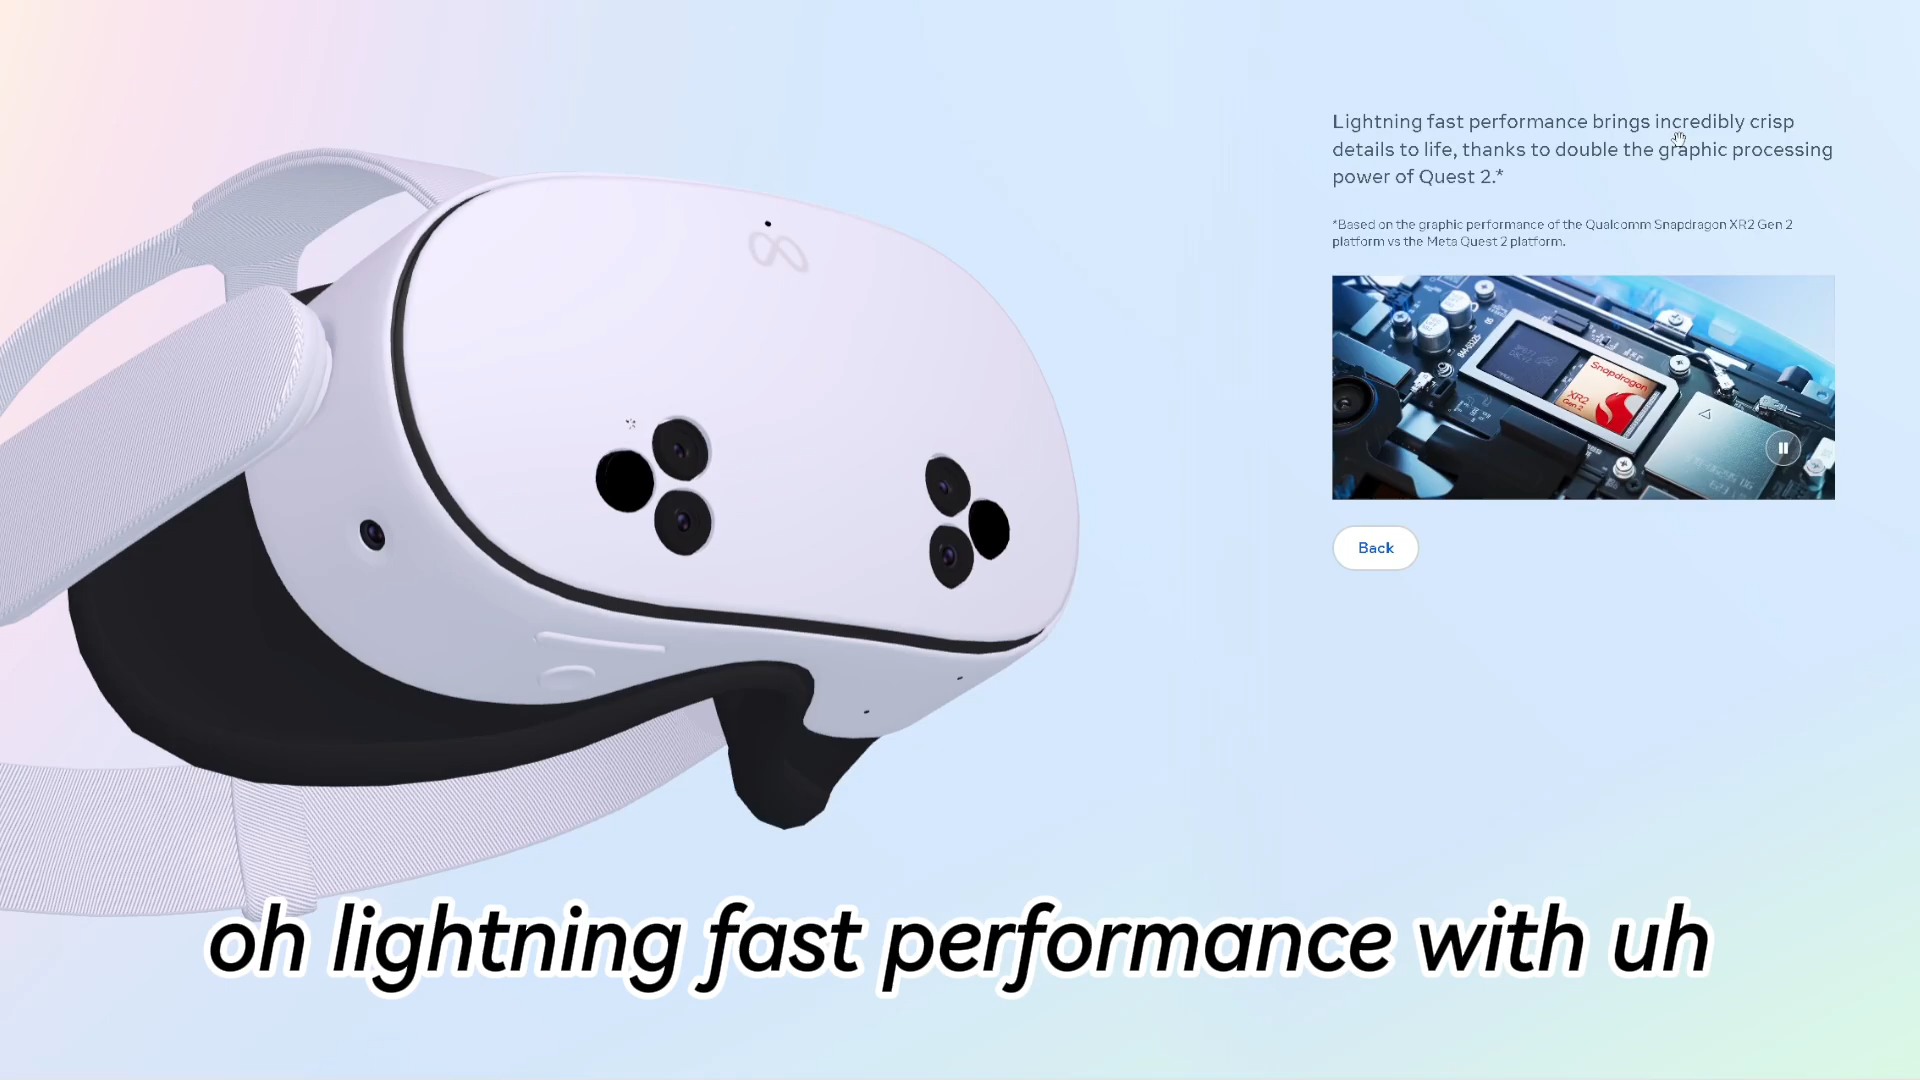 Lightning fast performance brings incredibly crisp
details to life, thanks to double the graphic processing
power of Quest 2.*
*Based on the graphic performance of the Qualcomm Snapdragon XR2 Gen 2
platform vs the Meta Quest 2 platform.
Snapdragon
XR2
Gen 2
Back
oh lightning fast performance with uh